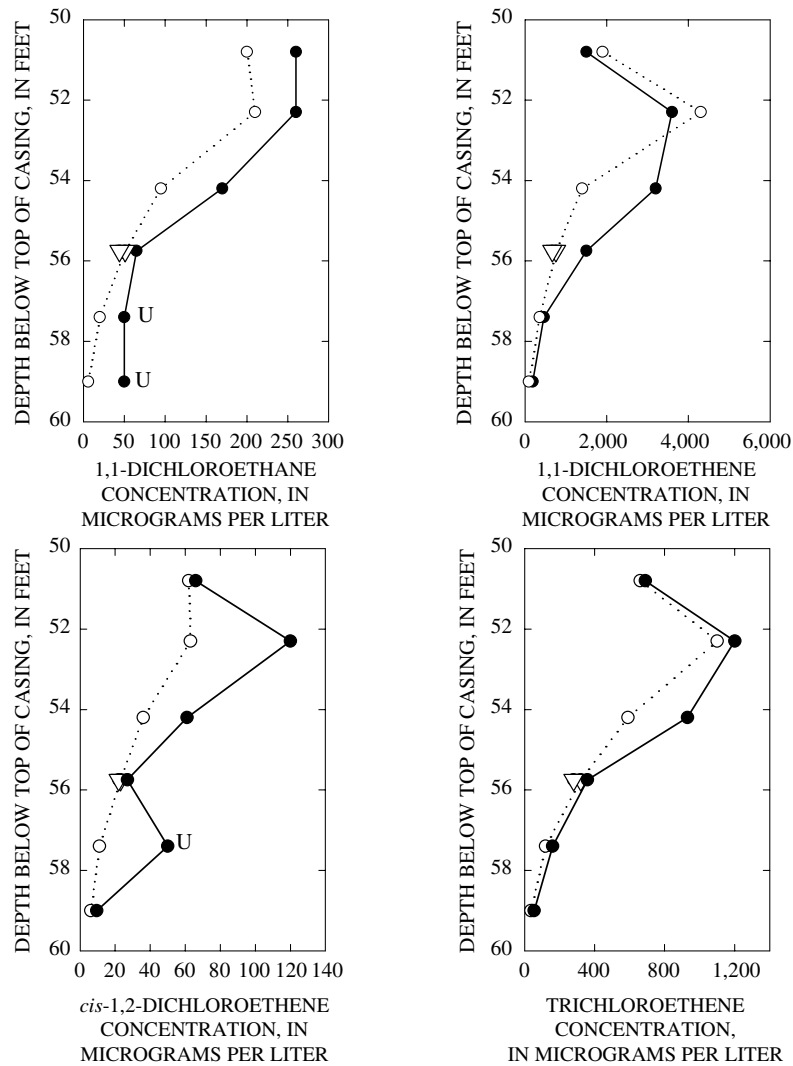 DEPTH BELOW TOP OF CASING, IN FEET
50
52
54
56
58
60
U
U
0 50 100 150 200 250 300
1,1-DICHLOROETHANE
CONCENTRATION, IN
MICROGRAMS PER LITER
DEPTH BELOW TOP OF CASING, IN FEET
50
52
54
56
58
60
0 2,000 4,000 6,000
1,1-DICHLOROETHENE
CONCENTRATION, IN
MICROGRAMS PER LITER
DEPTH BELOW TOP OF CASING, IN FEET
50
52
54
56
58
60
U
0 20 40 60 80 100 120 140
cis-1,2-DICHLOROETHENE
CONCENTRATION, IN
MICROGRAMS PER LITER
DEPTH BELOW TOP OF CASING, IN FEET
50
52
54
56
58
60
0 400 800 1,200
TRICHLOROETHENE
CONCENTRATION,
IN MICROGRAMS PER LITER